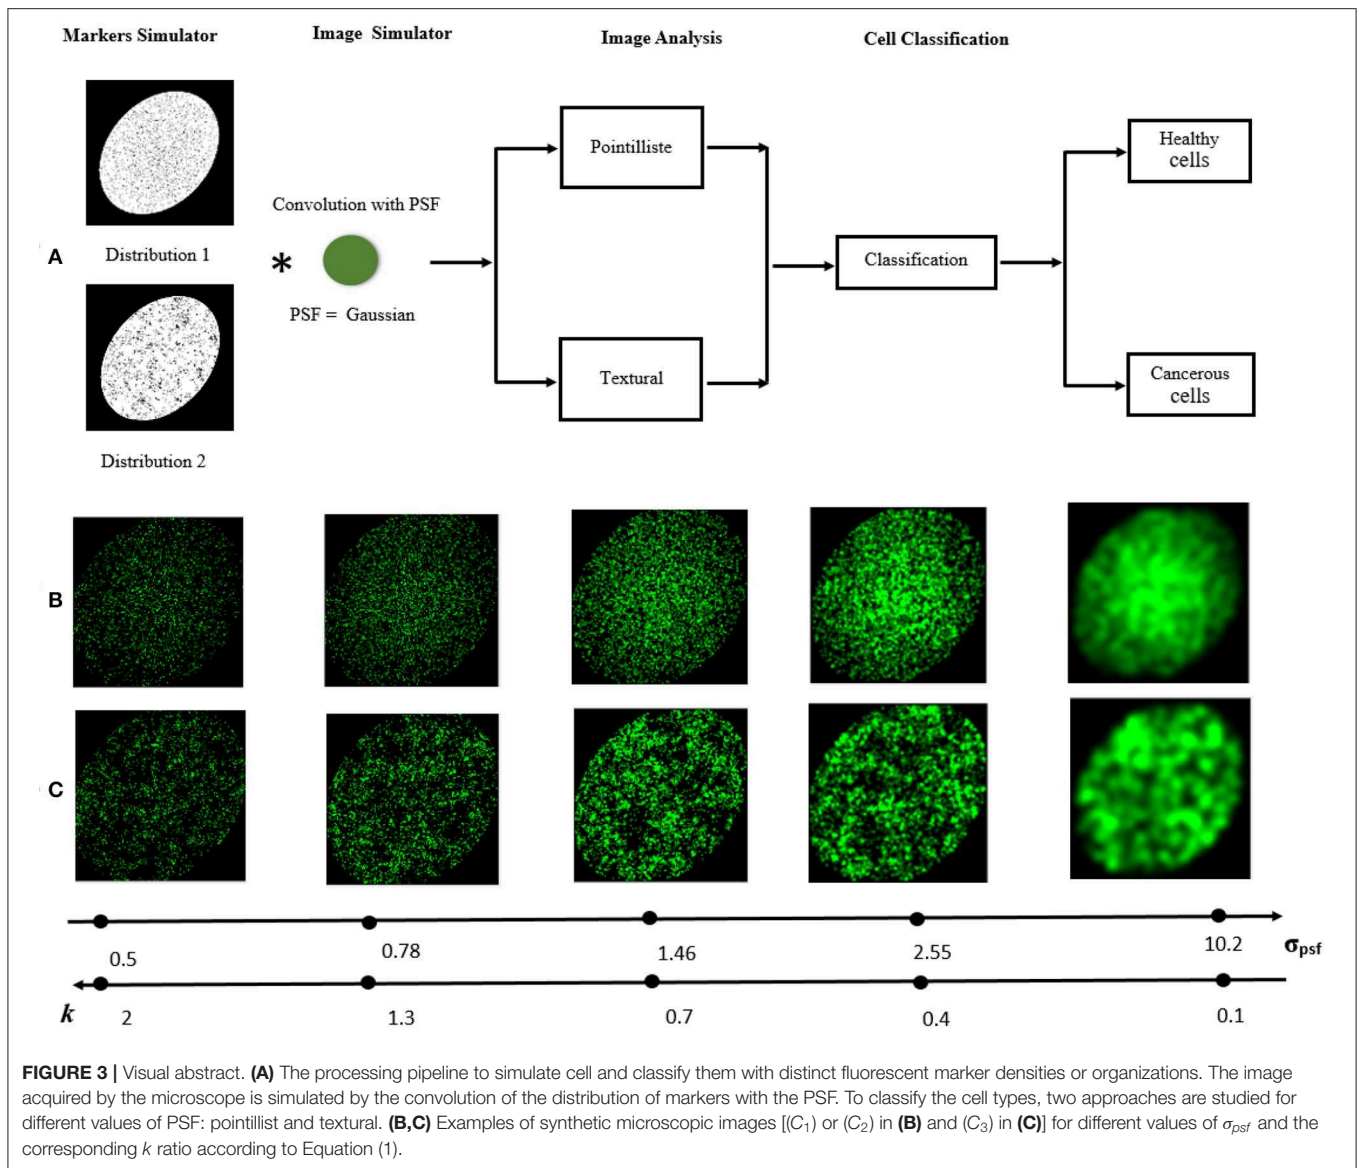 Markers Simulator
Image Simulator
Image Analysis
Cell Classification
A
Distribution 1
Distribution 2
Convolution with PSF
*
PSF = Gaussian
Pointilliste
Textural
Classification
Healthy
cells
Cancerous
cells
B
C
0.5 0.78 1.46 2.55 10.2 σpsf
k 2 1.3 0.7 0.4 0.1
FIGURE 3 | Visual abstract. (A) The processing pipeline to simulate cell and classify them with distinct fluorescent marker densities or organizations. The image
acquired by the microscope is simulated by the convolution of the distribution of markers with the PSF. To classify the cell types, two approaches are studied for
different values of PSF: pointillist and textural. (B,C) Examples of synthetic microscopic images [(C₁) or (C₂) in (B) and (C₃) in (C)] for different values of σpsf and the
corresponding k ratio according to Equation (1).